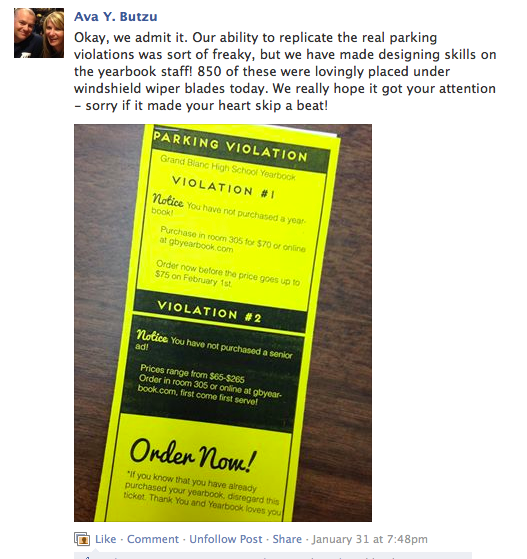 Ava Y. Butzu
Okay, we admit it. Our ability to replicate the real parking
violations was sort of freaky, but we have made designing skills on
the yearbook staff! 850 of these were lovingly placed under
windshield wiper blades today. We really hope it got your attention
– sorry if it made your heart skip a beat!
PARKING VIOLATION
Grand Blanc High School Yearbook
VIOLATION #1
Notice You have not purchased a year-
book!
Purchase in room 305 for $70 or online
at gbyearbook.com
Order now before the price goes up to
$75 on February 1st.
VIOLATION #2
Notice You have not purchased a senior
ad!
Prices range from $65-$265
Order in room 305 or online at gbyear-
book.com, first come first serve!
Order Now!
*If you know that you have already
purchased your yearbook, disregard this
ticket. Thank You and Yearbook loves you
Like · Comment · Unfollow Post · Share · January 31 at 7:48pm